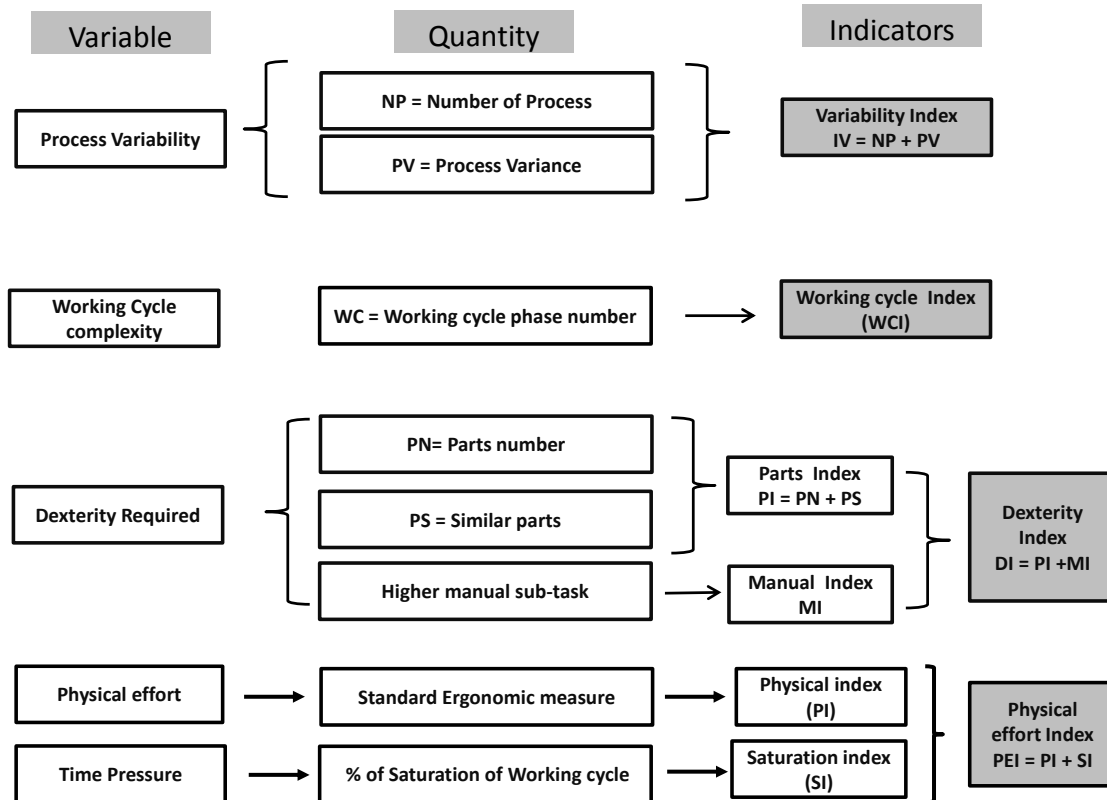 Variable
Quantity
Indicators
Process Variability
NP = Number of Process
PV = Process Variance
Variability Index
IV = NP + PV
Working Cycle
complexity
WC = Working cycle phase number
Working cycle Index
(WCI)
Dexterity Required
PN= Parts number
PS = Similar parts
Higher manual sub-task
Parts Index
PI = PN + PS
Manual Index
MI
Dexterity
Index
DI = PI +MI
Physical effort
Standard Ergonomic measure
Physical index
(PI)
Time Pressure
% of Saturation of Working cycle
Saturation index
(SI)
Physical
effort Index
PEI = PI + SI